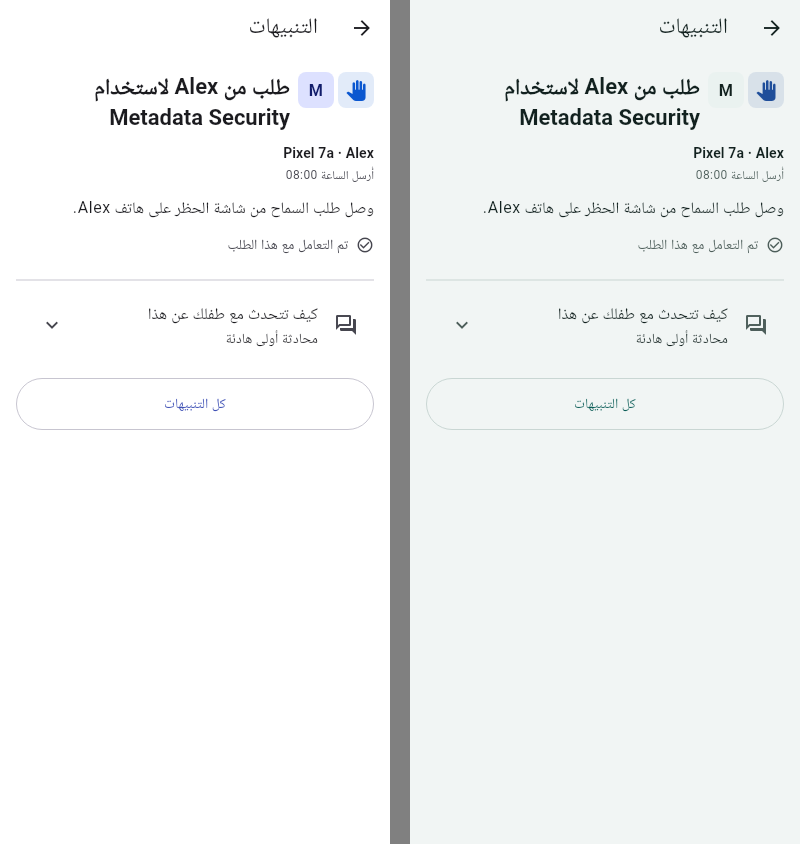 التنبيهات
M
طلب من Alex لاستخدام
Metadata Security
Pixel 7a · Alex
أُرسل الساعة 08:00
وصل طلب السماح من شاشة الحظر على هاتف Alex.
تم التعامل مع هذا الطلب
كيف تتحدث مع طفلك عن هذا
محادثة أولى هادئة
كل التنبيهات
التنبيهات
M
طلب من Alex لاستخدام
Metadata Security
Pixel 7a · Alex
أُرسل الساعة 08:00
وصل طلب السماح من شاشة الحظر على هاتف Alex.
تم التعامل مع هذا الطلب
كيف تتحدث مع طفلك عن هذا
محادثة أولى هادئة
كل التنبيهات